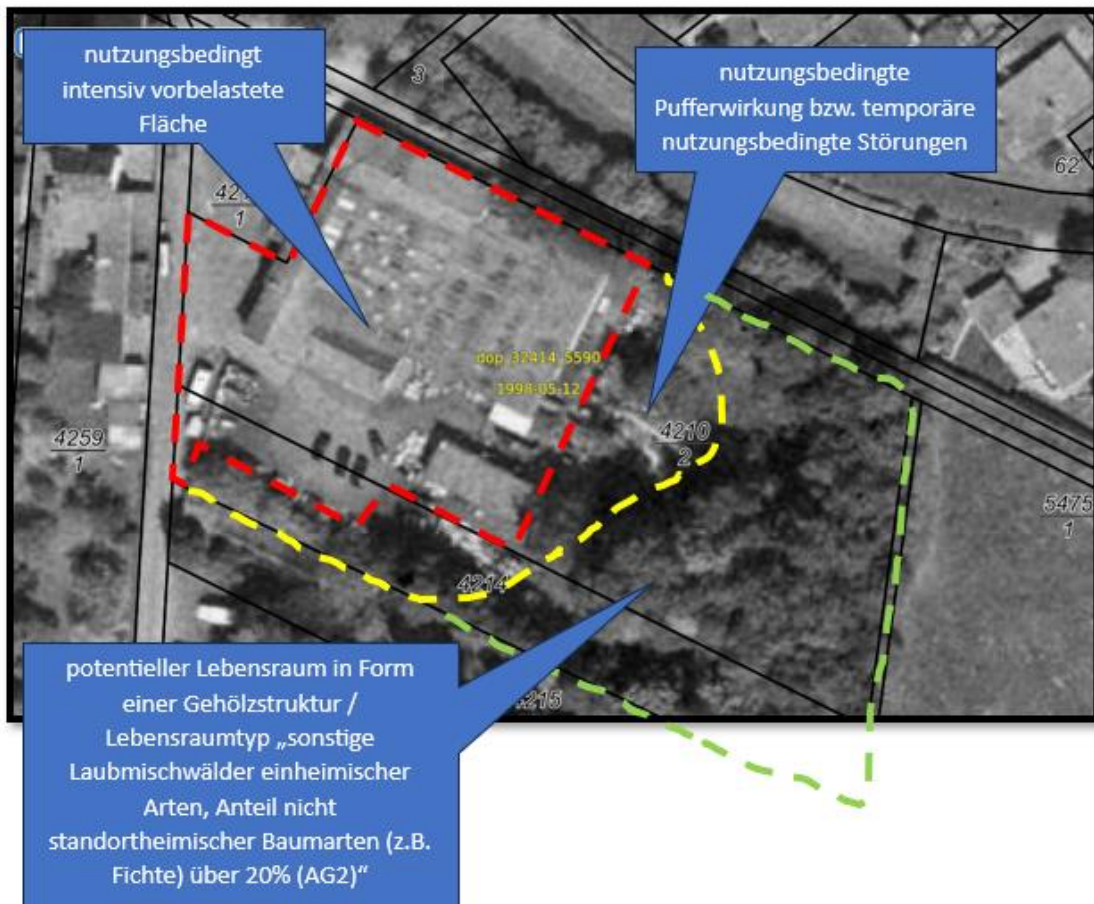 nutzungsbedingt
intensiv vorbelastete
Fläche
nutzungsbedingte
Pufferwirkung bzw. temporäre
nutzungsbedingte Störungen
3
62
1
dop_32414_5590
1998-05-12
4259
1
4210
2
5475
1
4214
potentieller Lebensraum in Form
einer Gehölzstruktur /
Lebensraumtyp „sonstige
Laubmischwälder einheimischer
Arten, Anteil nicht
standortheimischer Baumarten (z.B.
Fichte) über 20% (AG2)“